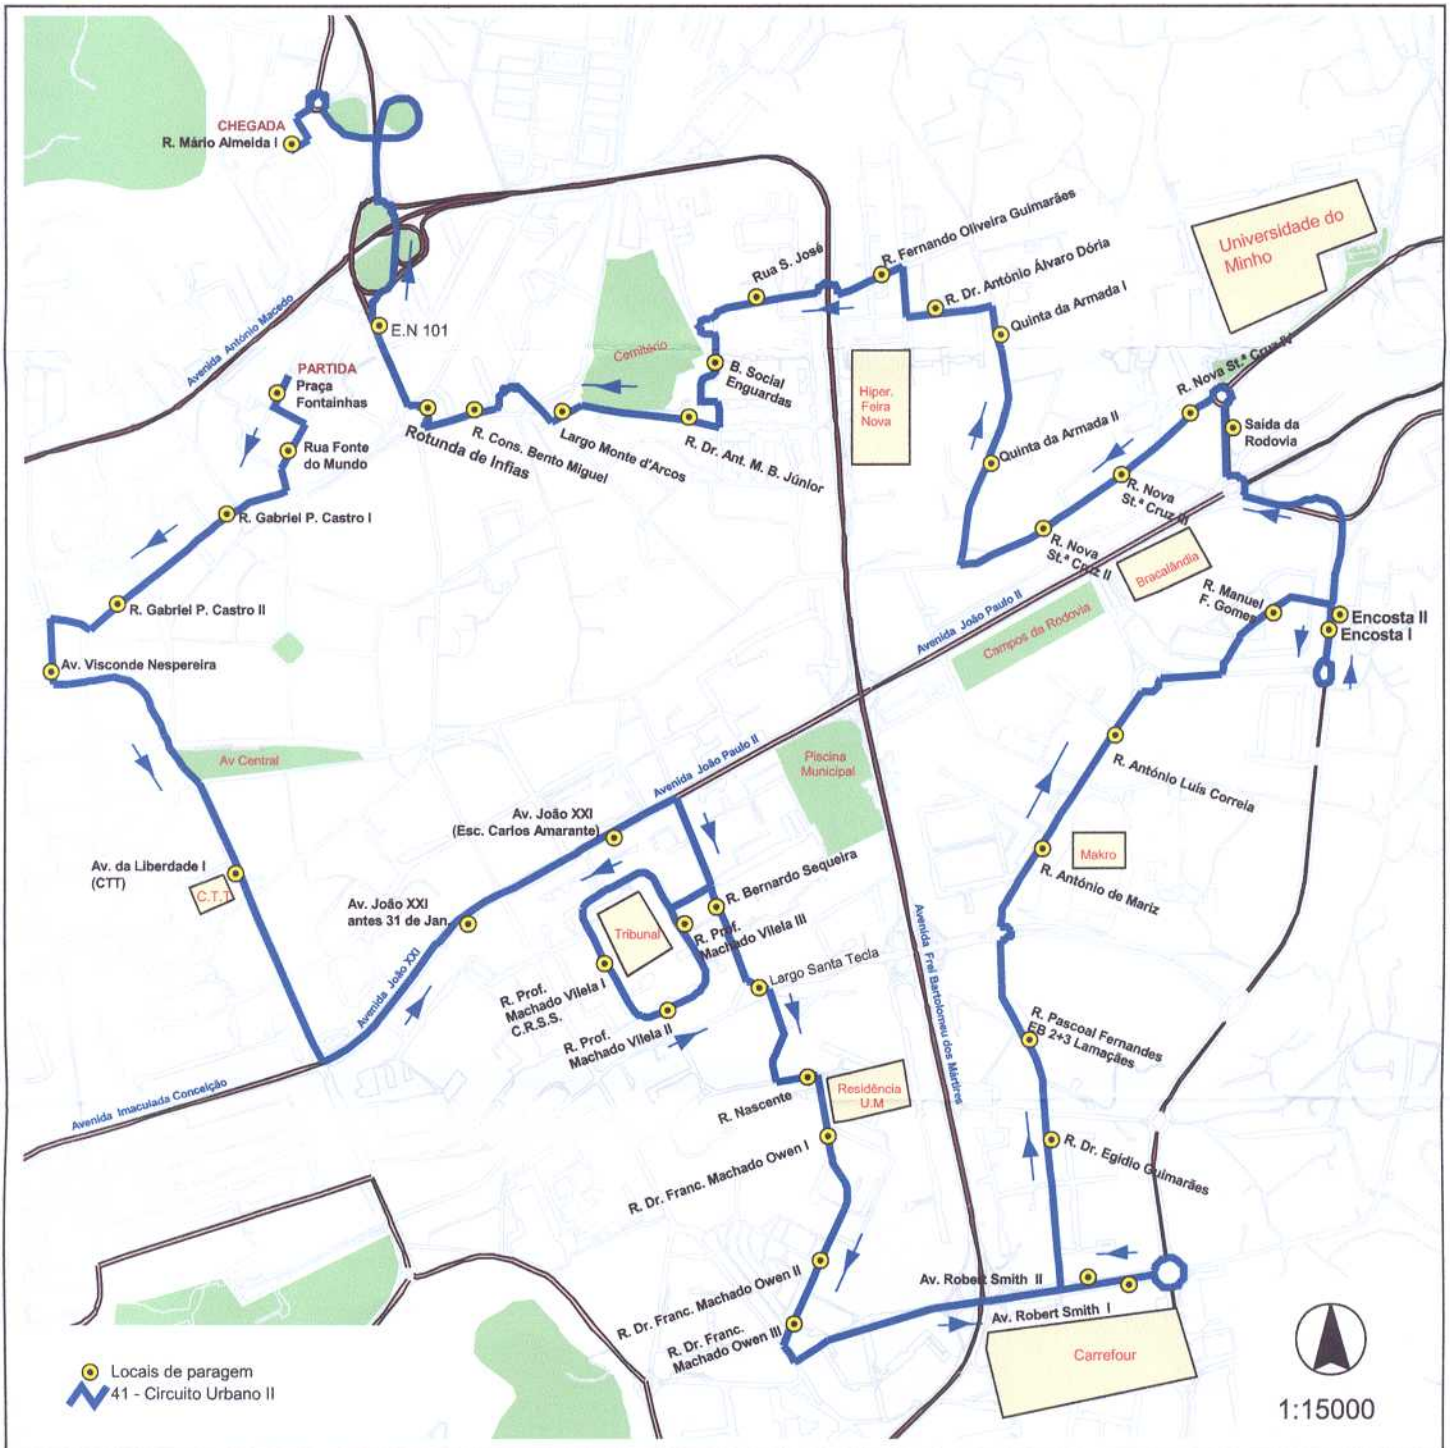 CHEGADA
R. Mário Almeida I
Universidade do
Minho
R. Fernando Oliveira Guimarães
Rua S. José
R. Dr. António Álvaro Dória
Quinta da Armada I
Avenida António Macedo
E.N 101
Cemitério
B. Social
Enguardas
Hiper.
Feira
Nova
R. Nova St.ª Cruz IV
Saída da
Rodovia
PARTIDA
Praça
Fontainhas
Rua Fonte
do Mundo
Rotunda de Infias
R. Cons. Bento Miguel
Largo Monte d'Arcos
R. Dr. Ant. M. B. Júnior
Quinta da Armada II
R. Nova
St.ª Cruz III
R. Nova
St.ª Cruz II
R. Gabriel P. Castro I
R. Gabriel P. Castro II
Bracalândia
R. Manuel
F. Gomes
Encosta II
Encosta I
Avenida João Paulo II
Campos da Rodovia
Av. Visconde Nespereira
Av Central
Avenida João Paulo II
Piscina
Municipal
R. António Luís Correia
Av. João XXI
(Esc. Carlos Amarante)
Av. da Liberdade I
(CTT)
C.T.T
Av. João XXI
antes 31 de Jan.
Makro
R. António de Mariz
R. Bernardo Sequeira
Tribunal
R. Prof.
Machado Vilela III
Avenida João XXI
R. Prof.
Machado Vilela I
C.R.S.S.
R. Prof.
Machado Vilela II
Largo Santa Tecla
Avenida Frei Bartolomeu dos Mártires
R. Pascoal Fernandes
EB 2+3 Lamaçães
Avenida Imaculada Conceição
R. Nascente
Residência
U.M
R. Dr. Franc. Machado Owen I
R. Dr. Egídio Guimarães
R. Dr. Franc. Machado Owen II
R. Dr. Franc.
Machado Owen III
Av. Robert Smith II
Av. Robert Smith I
Carrefour
Locais de paragem
41 - Circuito Urbano II
1:15000